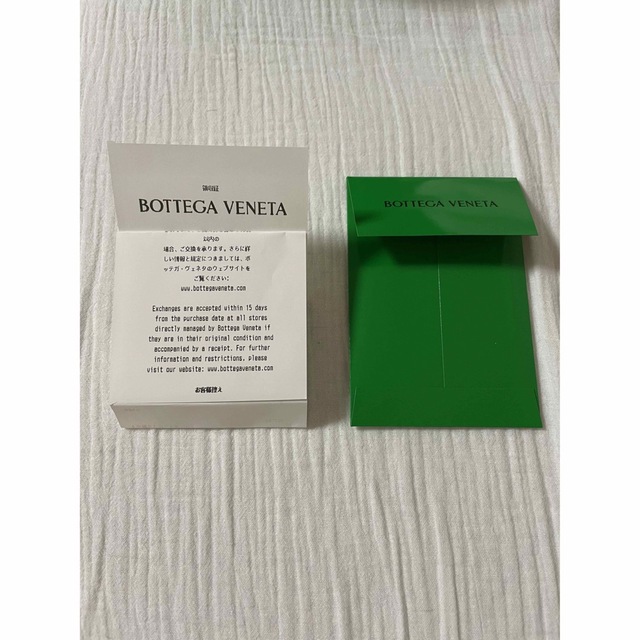 領収証
BOTTEGA VENETA
以内の
場合、ご交換を承ります。さらに詳
しい情報と規定につきましては、ボ
ッテガ・ヴェネタのウェブサイトを
ご覧ください:
www.bottegaveneta.com
Exchanges are accepted within 15 days
from the purchase date at all stores
directly managed by Bottega Veneta if
they are in their original condition and
accompanied by a receipt. For further
information and restrictions, please
visit our website: www.bottegaveneta.com
お客様控え
BOTTEGA VENETA